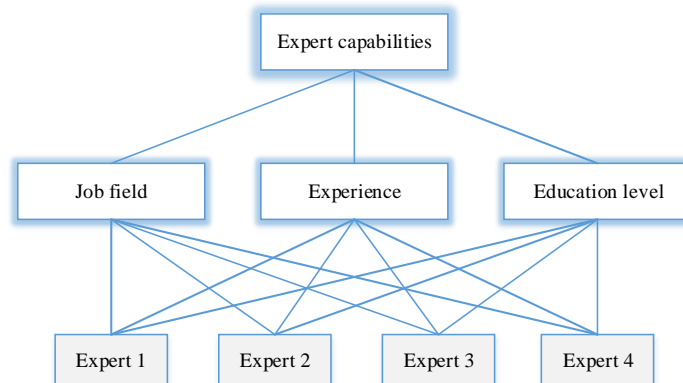 Expert capabilities
Job field
Experience
Education level
Expert 1
Expert 2
Expert 3
Expert 4